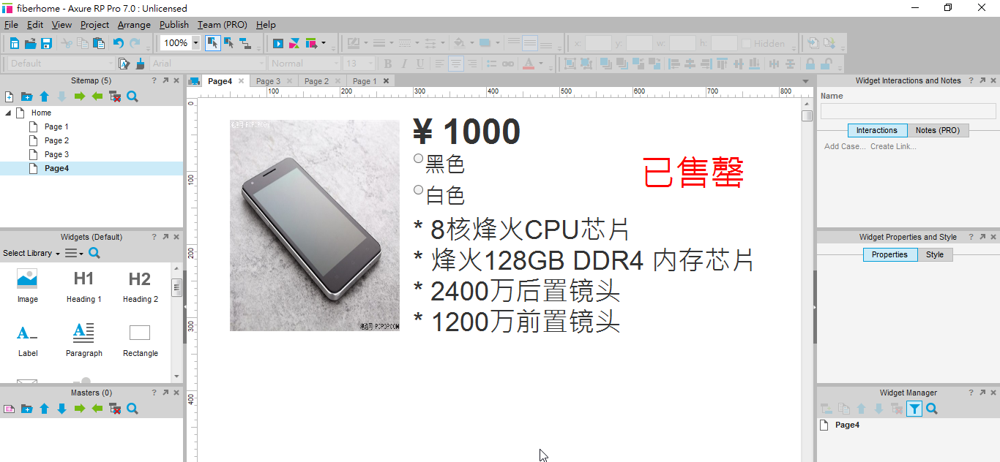 fiberhome - Axure RP Pro 7.0 : Unlicensed
File Edit View Project Arrange Publish Team (PRO) Help
100% x: y: w: h: Hidden
Default Arial Normal 13 B I U A
Sitemap (5)
Home
Page 1
Page 2
Page 3
Page4
Widgets (Default)
Select Library
H1 H2
Image Heading 1 Heading 2
Label Paragraph Rectangle
Masters (0)
Page4 Page 3 Page 2 Page 1
100 200 300 400 500 600 700 800
0
100
200
300
400
¥ 1000
黑色
白色
已售罄
* 8核烽火CPU芯片
* 烽火128GB DDR4 内存芯片
* 2400万后置镜头
* 1200万前置镜头
泡泡网 PCPOP.COM
Widget Interactions and Notes
Name
Interactions Notes (PRO)
Add Case... Create Link...
Widget Properties and Style
Properties Style
Widget Manager
Page4